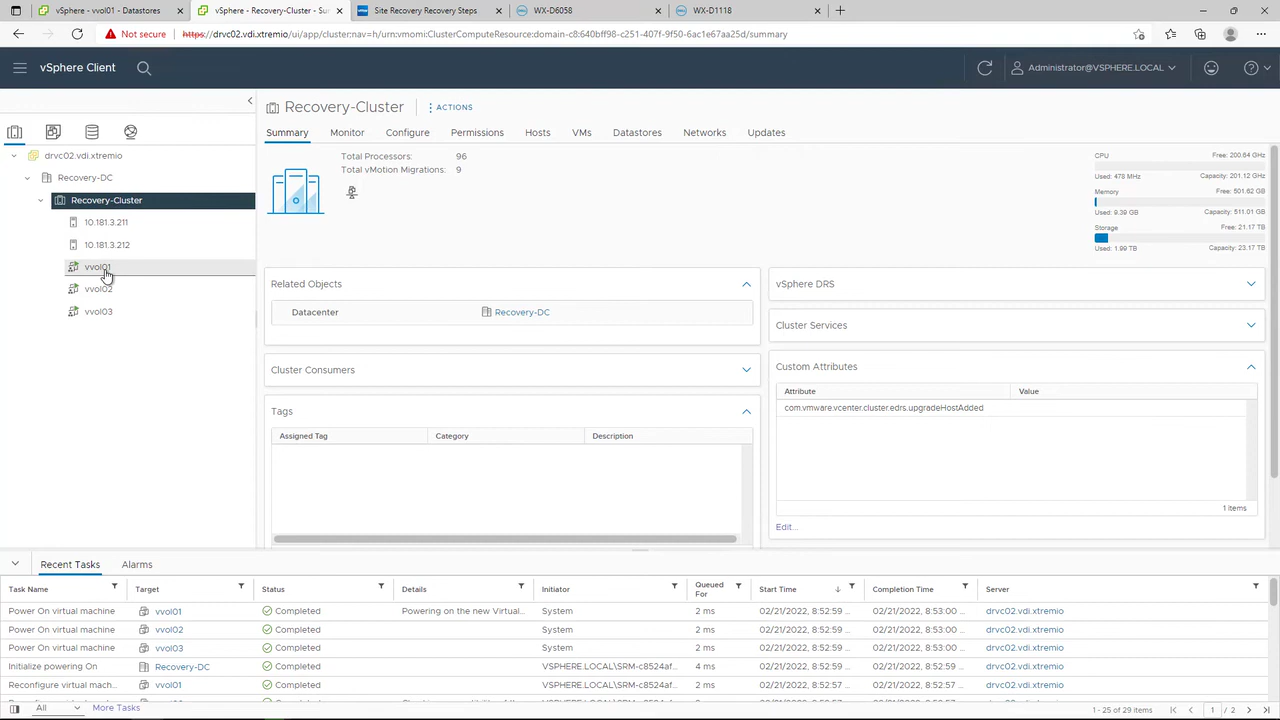 vSphere - vvol01 - Datastores
vSphere - Recovery-Cluster - Sur
Site Recovery Recovery Steps
WX-D6058
WX-D1118
Not secure
https://drvc02.vdi.xtremio/ui/app/cluster;nav=h/urn:vmomi:ClusterComputeResource:domain-c8:640bff98-c251-407f-9f50-6ac1e67aa25d/summary
vSphere Client
Administrator@VSPHERE.LOCAL
drvc02.vdi.xtremio
Recovery-DC
Recovery-Cluster
10.181.3.211
10.181.3.212
vvol01
vvol02
vvol03
Recovery-Cluster
ACTIONS
Summary Monitor Configure Permissions Hosts VMs Datastores Networks Updates
Total Processors: 96
Total vMotion Migrations: 9
CPU Free: 200.64 GHz
Used: 478 MHz Capacity: 201.12 GHz
Memory Free: 501.62 GB
Used: 9.39 GB Capacity: 511.01 GB
Storage Free: 21.17 TB
Used: 1.99 TB Capacity: 23.17 TB
Related Objects
Datacenter Recovery-DC
Cluster Consumers
Tags
Assigned Tag Category Description
vSphere DRS
Cluster Services
Custom Attributes
Attribute Value
com.vmware.vcenter.cluster.edrs.upgradeHostAdded
1 items
Edit...
Recent Tasks Alarms
Task Name Target Status Details Initiator Queued For Start Time Completion Time Server
Power On virtual machine vvol01 Completed Powering on the new Virtual... System 2 ms 02/21/2022, 8:52:59 ... 02/21/2022, 8:53:00 ... drvc02.vdi.xtremio
Power On virtual machine vvol02 Completed System 2 ms 02/21/2022, 8:52:59 ... 02/21/2022, 8:53:00 ... drvc02.vdi.xtremio
Power On virtual machine vvol03 Completed System 2 ms 02/21/2022, 8:52:59 ... 02/21/2022, 8:53:00 ... drvc02.vdi.xtremio
Initialize powering On Recovery-DC Completed VSPHERE.LOCAL\SRM-c8524af... 4 ms 02/21/2022, 8:52:59 ... 02/21/2022, 8:52:59 ... drvc02.vdi.xtremio
Reconfigure virtual mach... vvol01 Completed VSPHERE.LOCAL\SRM-c8524af... 2 ms 02/21/2022, 8:52:57 ... 02/21/2022, 8:52:57 ... drvc02.vdi.xtremio
All More Tasks
1 - 25 of 29 items 1 / 2